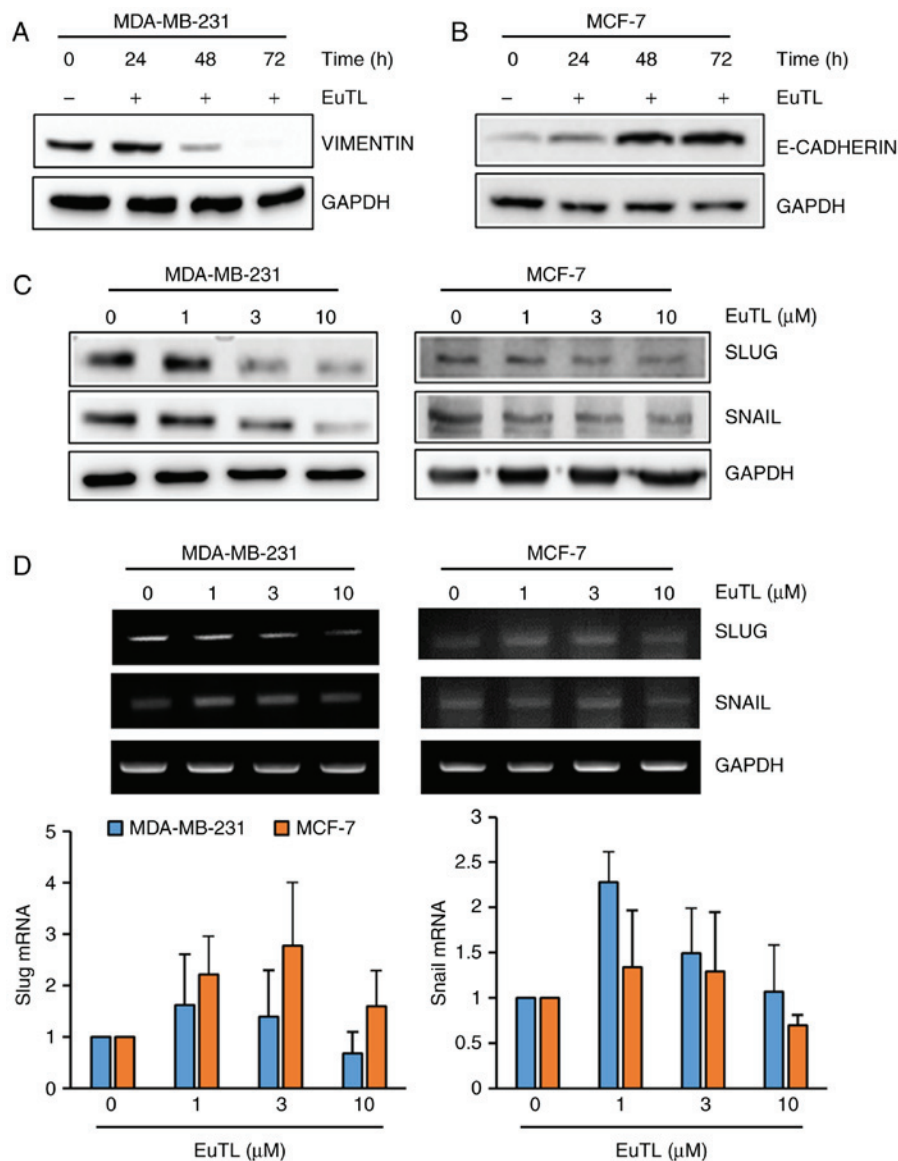 A
MDA-MB-231
0 24 48 72 Time (h)
− + + + EuTL
VIMENTIN
GAPDH
B
MCF-7
0 24 48 72 Time (h)
− + + + EuTL
E-CADHERIN
GAPDH
C
MDA-MB-231 MCF-7
0 1 3 10 0 1 3 10 EuTL (μM)
SLUG
SNAIL
GAPDH
D
MDA-MB-231 MCF-7
0 1 3 10 0 1 3 10 EuTL (μM)
SLUG
SNAIL
GAPDH
MDA-MB-231 MCF-7
Slug mRNA
5
4
3
2
1
0
0 1 3 10
EuTL (μM)
Snail mRNA
3
2.5
2
1.5
1
0.5
0
0 1 3 10
EuTL (μM)